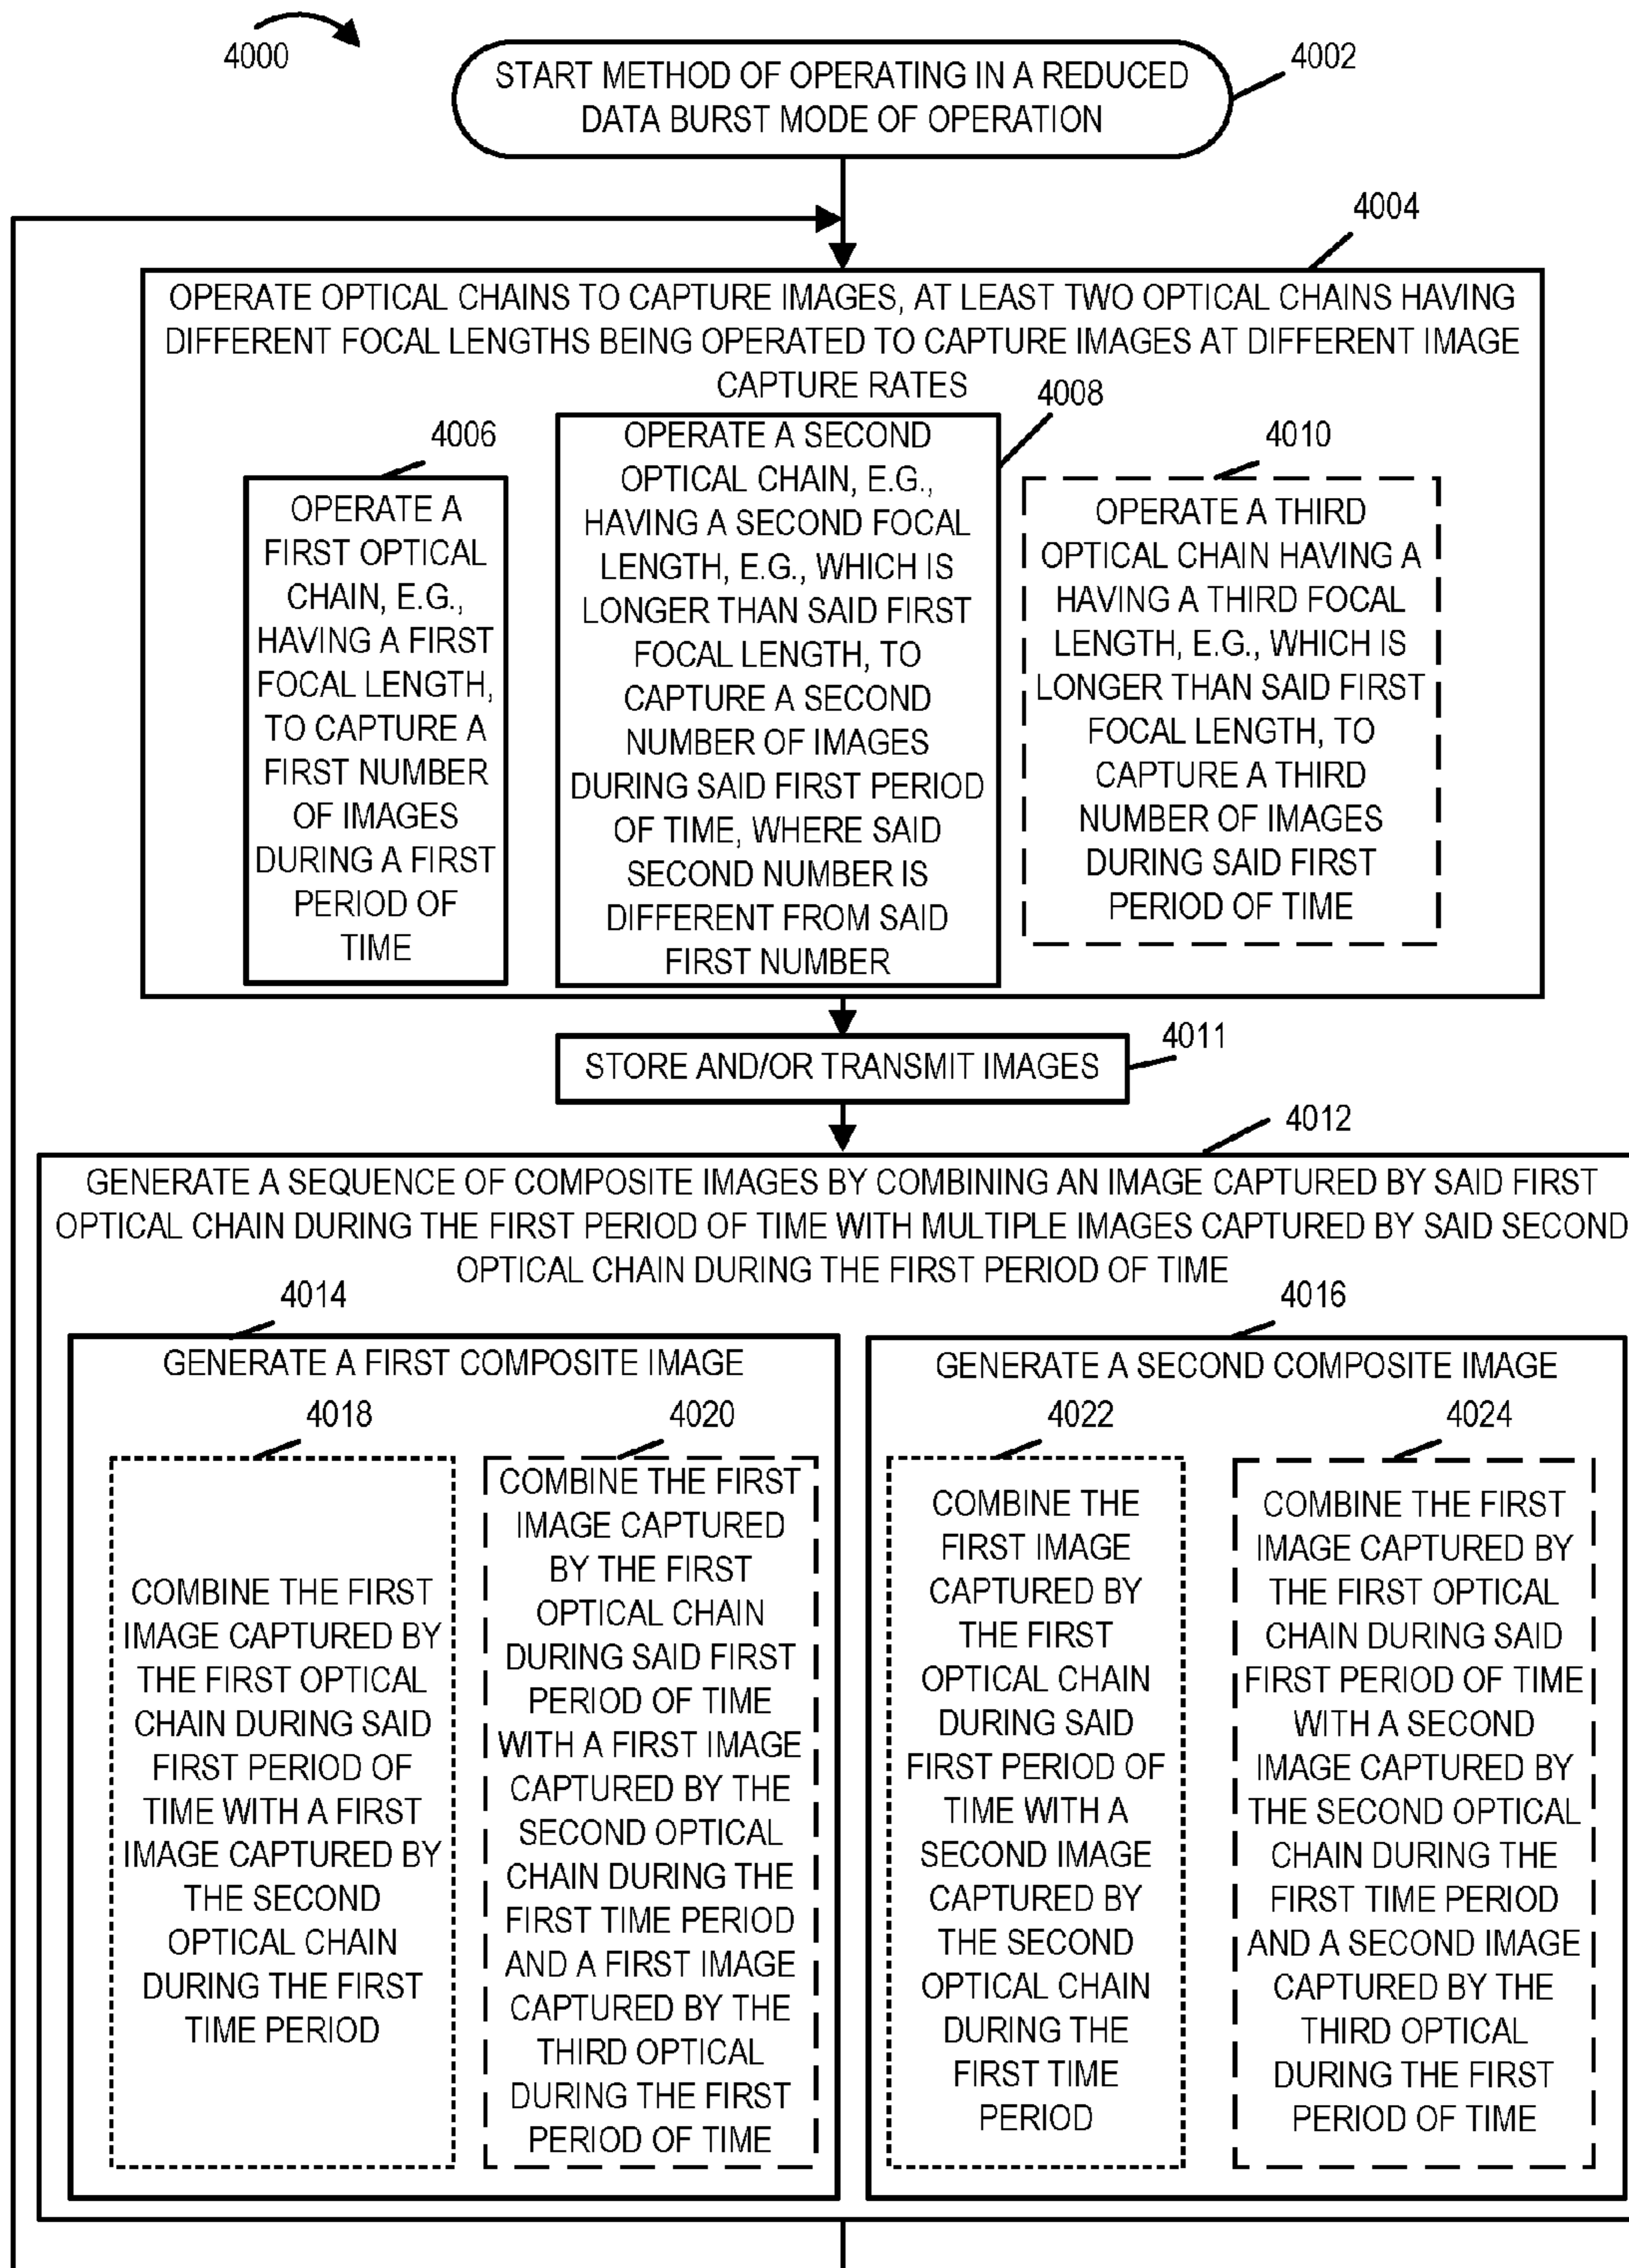 4000
START METHOD OF OPERATING IN A REDUCED
DATA BURST MODE OF OPERATION
4002
4004
OPERATE OPTICAL CHAINS TO CAPTURE IMAGES, AT LEAST TWO OPTICAL CHAINS HAVING
DIFFERENT FOCAL LENGTHS BEING OPERATED TO CAPTURE IMAGES AT DIFFERENT IMAGE
CAPTURE RATES
4006
OPERATE A
FIRST OPTICAL
CHAIN, E.G.,
HAVING A FIRST
FOCAL LENGTH,
TO CAPTURE A
FIRST NUMBER
OF IMAGES
DURING A FIRST
PERIOD OF
TIME
4008
OPERATE A SECOND
OPTICAL CHAIN, E.G.,
HAVING A SECOND FOCAL
LENGTH, E.G., WHICH IS
LONGER THAN SAID FIRST
FOCAL LENGTH, TO
CAPTURE A SECOND
NUMBER OF IMAGES
DURING SAID FIRST PERIOD
OF TIME, WHERE SAID
SECOND NUMBER IS
DIFFERENT FROM SAID
FIRST NUMBER
4010
OPERATE A THIRD
OPTICAL CHAIN HAVING A
HAVING A THIRD FOCAL
LENGTH, E.G., WHICH IS
LONGER THAN SAID FIRST
FOCAL LENGTH, TO
CAPTURE A THIRD
NUMBER OF IMAGES
DURING SAID FIRST
PERIOD OF TIME
4011
STORE AND/OR TRANSMIT IMAGES
4012
GENERATE A SEQUENCE OF COMPOSITE IMAGES BY COMBINING AN IMAGE CAPTURED BY SAID FIRST
OPTICAL CHAIN DURING THE FIRST PERIOD OF TIME WITH MULTIPLE IMAGES CAPTURED BY SAID SECOND
OPTICAL CHAIN DURING THE FIRST PERIOD OF TIME
4014
GENERATE A FIRST COMPOSITE IMAGE
4018
COMBINE THE FIRST
IMAGE CAPTURED BY
THE FIRST OPTICAL
CHAIN DURING SAID
FIRST PERIOD OF
TIME WITH A FIRST
IMAGE CAPTURED BY
THE SECOND
OPTICAL CHAIN
DURING THE FIRST
TIME PERIOD
4020
COMBINE THE FIRST
IMAGE CAPTURED
BY THE FIRST
OPTICAL CHAIN
DURING SAID FIRST
PERIOD OF TIME
WITH A FIRST IMAGE
CAPTURED BY THE
SECOND OPTICAL
CHAIN DURING THE
FIRST TIME PERIOD
AND A FIRST IMAGE
CAPTURED BY THE
THIRD OPTICAL
DURING THE FIRST
PERIOD OF TIME
4016
GENERATE A SECOND COMPOSITE IMAGE
4022
COMBINE THE
FIRST IMAGE
CAPTURED BY
THE FIRST
OPTICAL CHAIN
DURING SAID
FIRST PERIOD OF
TIME WITH A
SECOND IMAGE
CAPTURED BY
THE SECOND
OPTICAL CHAIN
DURING THE
FIRST TIME
PERIOD
4024
COMBINE THE FIRST
IMAGE CAPTURED BY
THE FIRST OPTICAL
CHAIN DURING SAID
FIRST PERIOD OF TIME
WITH A SECOND
IMAGE CAPTURED BY
THE SECOND OPTICAL
CHAIN DURING THE
FIRST TIME PERIOD
AND A SECOND IMAGE
CAPTURED BY THE
THIRD OPTICAL
DURING THE FIRST
PERIOD OF TIME